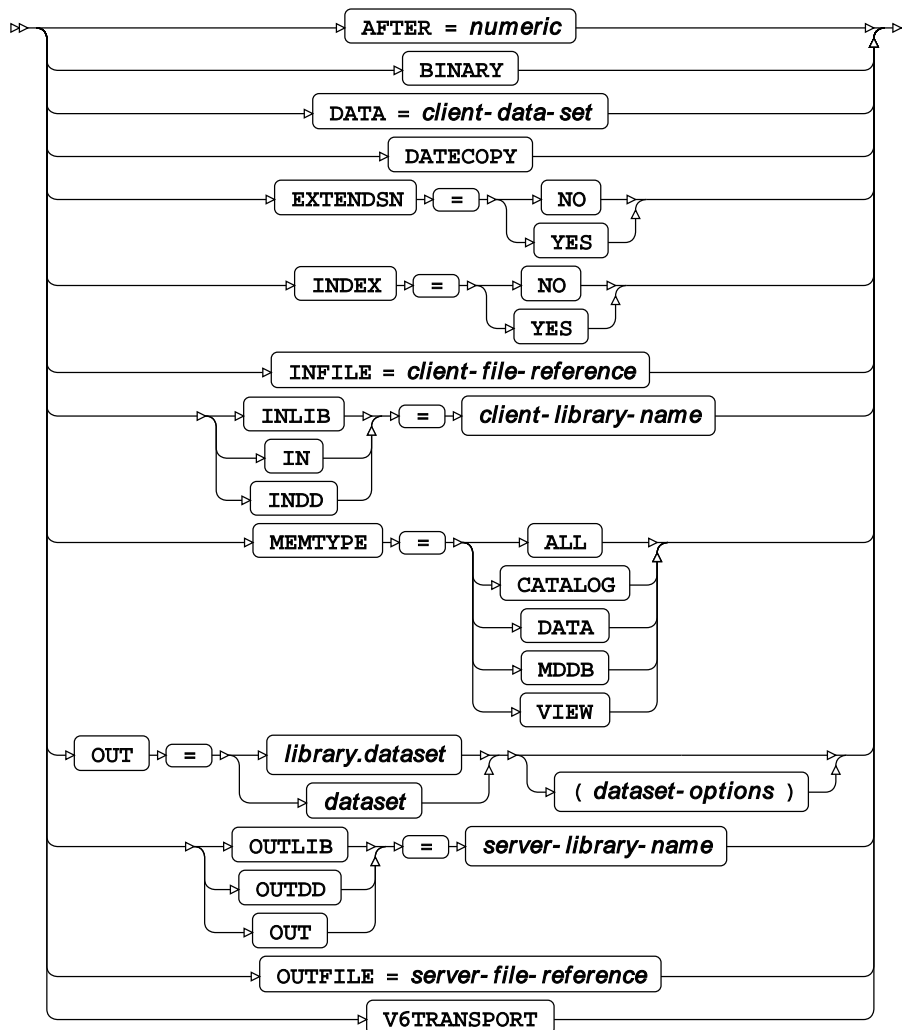 AFTER = numeric
BINARY
DATA = client-data-set
DATECOPY
EXTENDSN = NO
YES
INDEX = NO
YES
INFILE = client-file-reference
INLIB = client-library-name
IN
INDD
MEMTYPE = ALL
CATALOG
DATA
MDDB
VIEW
OUT = library.dataset
dataset ( dataset-options )
OUTLIB = server-library-name
OUTDD
OUT
OUTFILE = server-file-reference
V6TRANSPORT